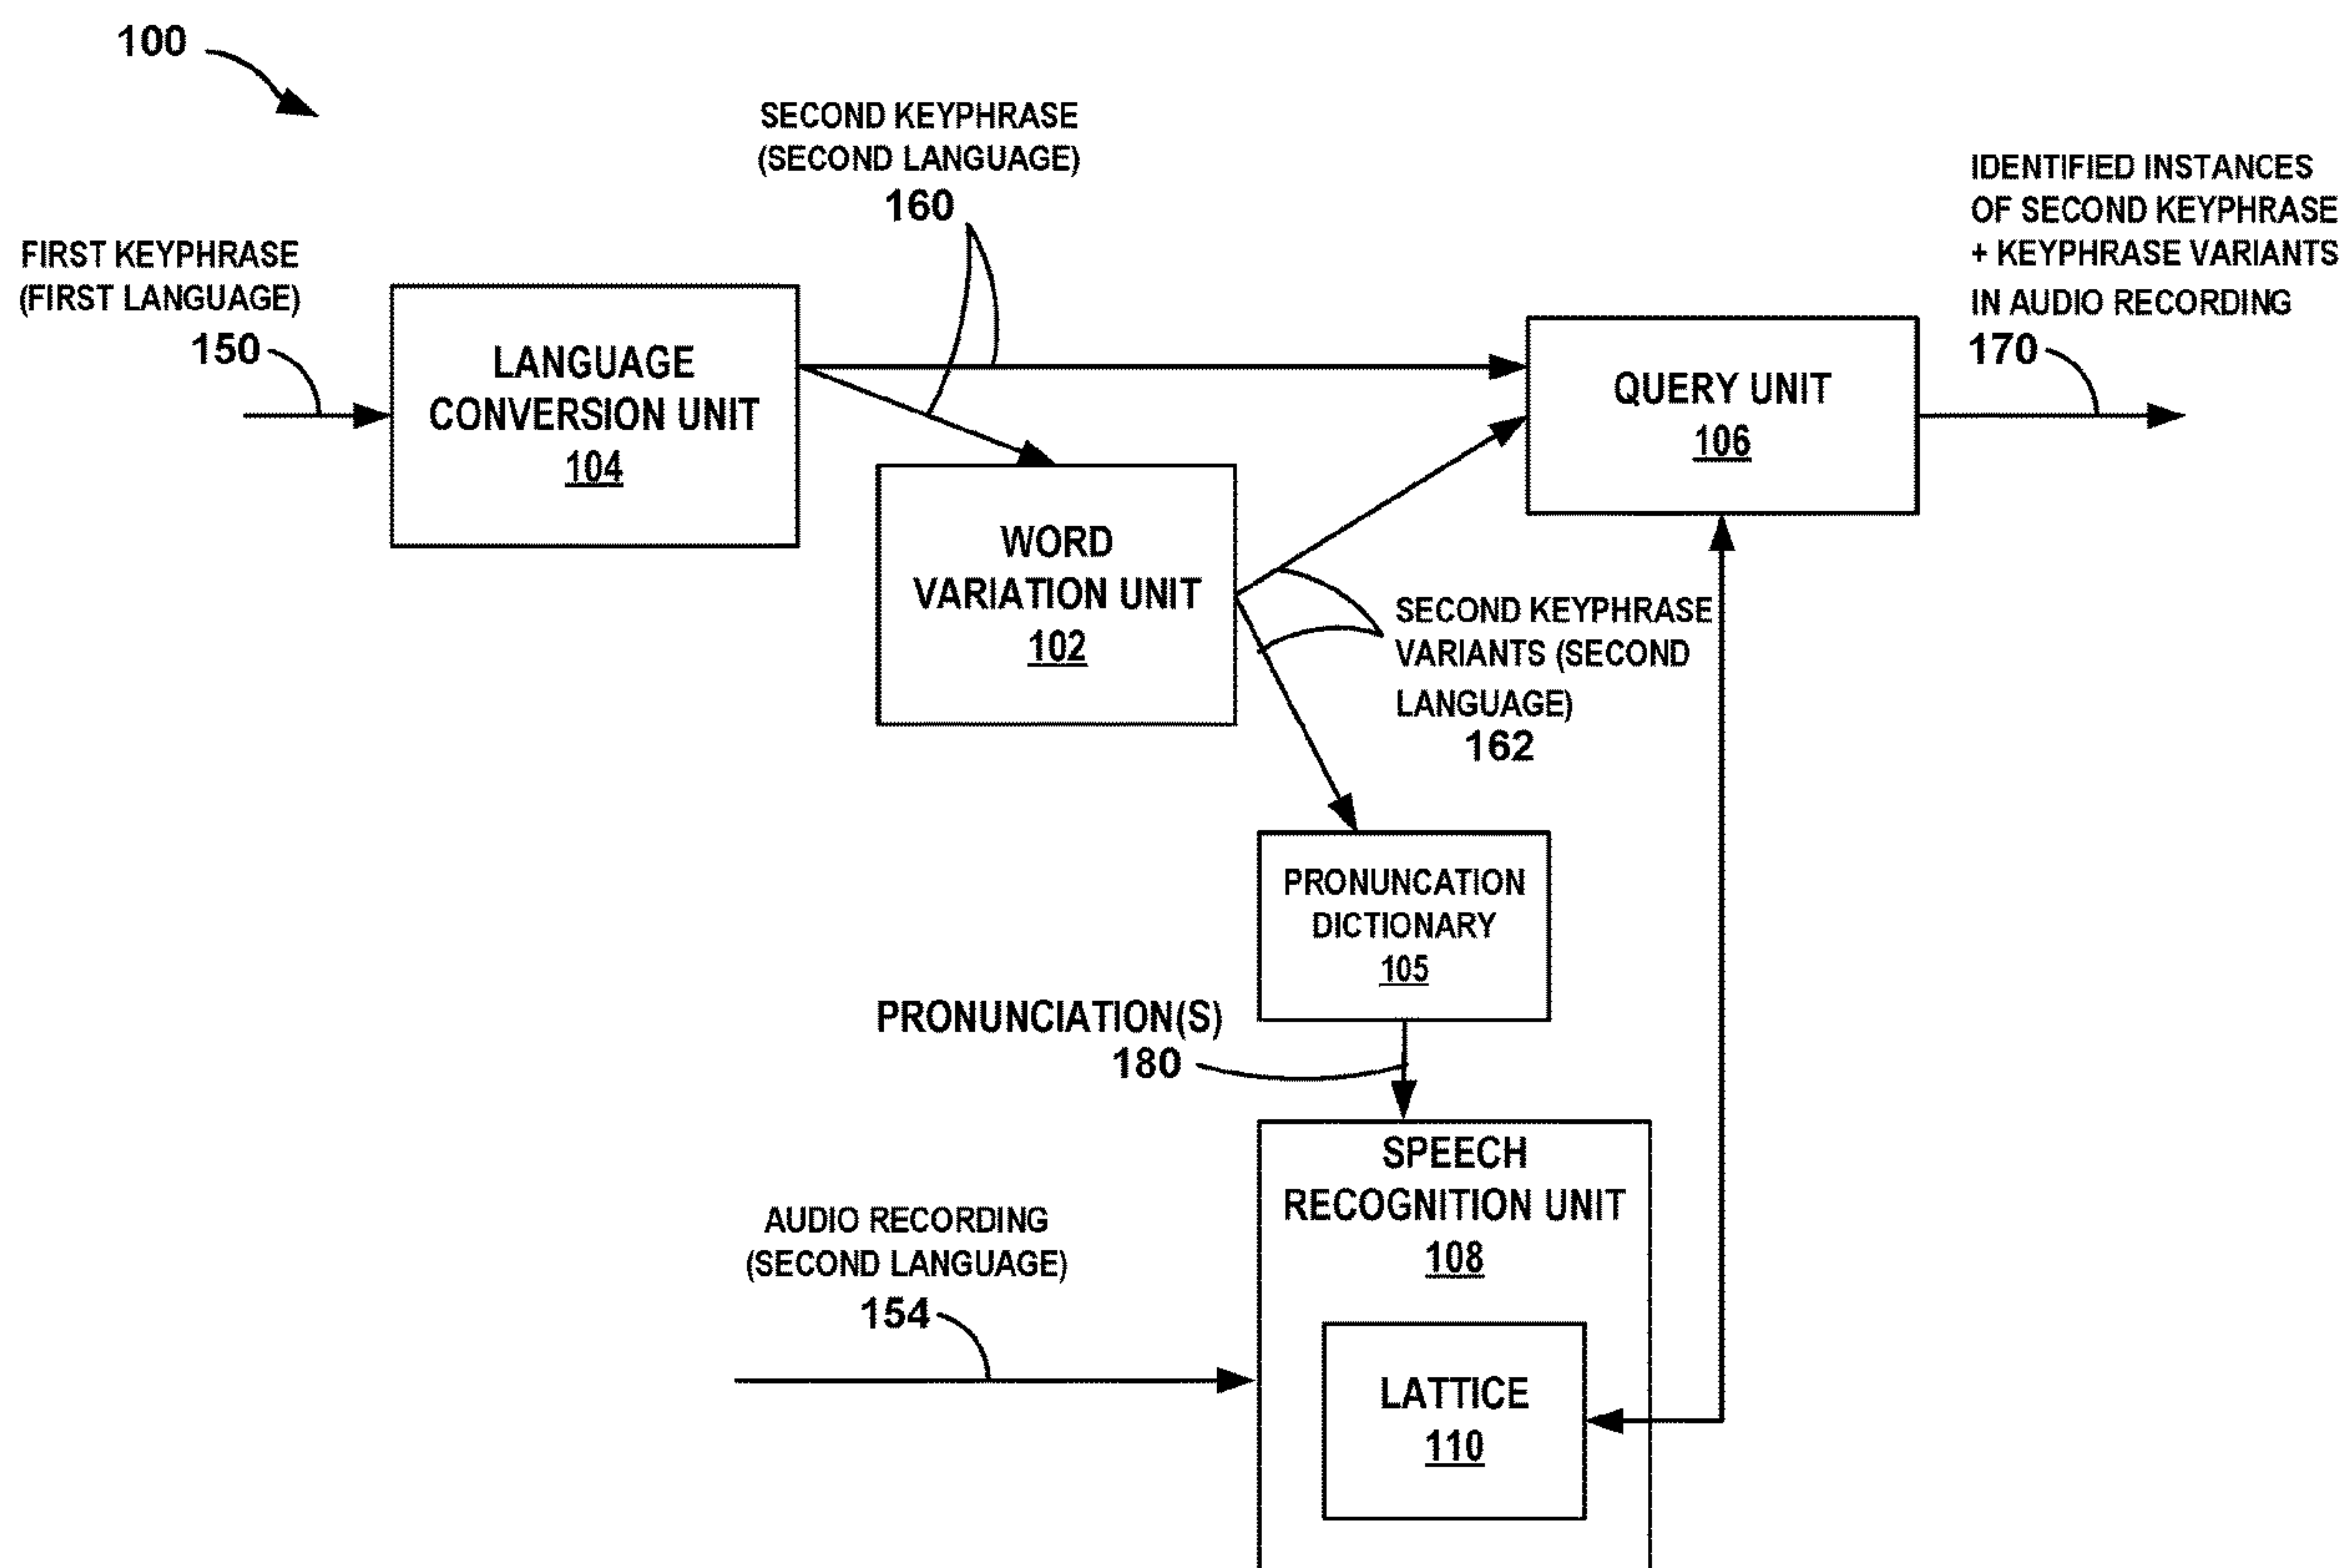 100
SECOND KEYPHRASE
(SECOND LANGUAGE)
160
FIRST KEYPHRASE
(FIRST LANGUAGE)
150
LANGUAGE
CONVERSION UNIT
104
QUERY UNIT
106
IDENTIFIED INSTANCES
OF SECOND KEYPHRASE
+ KEYPHRASE VARIANTS
IN AUDIO RECORDING
170
WORD
VARIATION UNIT
102
SECOND KEYPHRASE
VARIANTS (SECOND
LANGUAGE)
162
PRONUNCATION
DICTIONARY
105
PRONUNCIATION(S)
180
SPEECH
RECOGNITION UNIT
108
AUDIO RECORDING
(SECOND LANGUAGE)
154
LATTICE
110